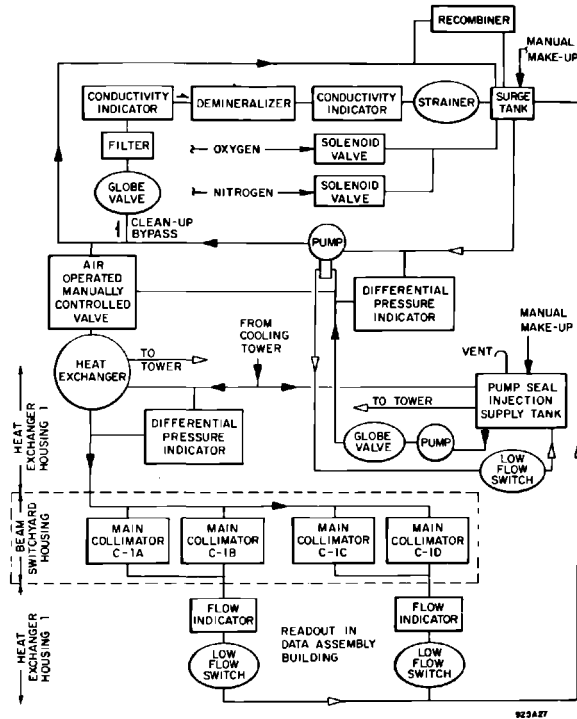 RECOMBINER
MANUAL
MAKE-UP
CONDUCTIVITY
INDICATOR
DEMINERALIZER
CONDUCTIVITY
INDICATOR
STRAINER
SURGE
TANK
FILTER
OXYGEN
SOLENOID
VALVE
GLOBE
VALVE
NITROGEN
SOLENOID
VALVE
CLEAN-UP
BYPASS
PUMP
AIR
OPERATED
MANUALLY
CONTROLLED
VALVE
DIFFERENTIAL
PRESSURE
INDICATOR
FROM
COOLING
TOWER
MANUAL
MAKE-UP
VENT
HEAT
EXCHANGER
TO
TOWER
PUMP SEAL
INJECTION
SUPPLY TANK
TO TOWER
DIFFERENTIAL
PRESSURE
INDICATOR
GLOBE
VALVE
PUMP
LOW
FLOW
SWITCH
HEAT
EXCHANGER
HOUSING 1
BEAM
SWITCHYARD
HOUSING
MAIN
COLLIMATOR
C-1A
MAIN
COLLIMATOR
C-1B
MAIN
COLLIMATOR
C-1C
MAIN
COLLIMATOR
C-1D
HEAT
EXCHANGER
HOUSING 1
FLOW
INDICATOR
FLOW
INDICATOR
READOUT IN
DATA ASSEMBLY
BUILDING
LOW
FLOW
SWITCH
LOW
FLOW
SWITCH
923A27